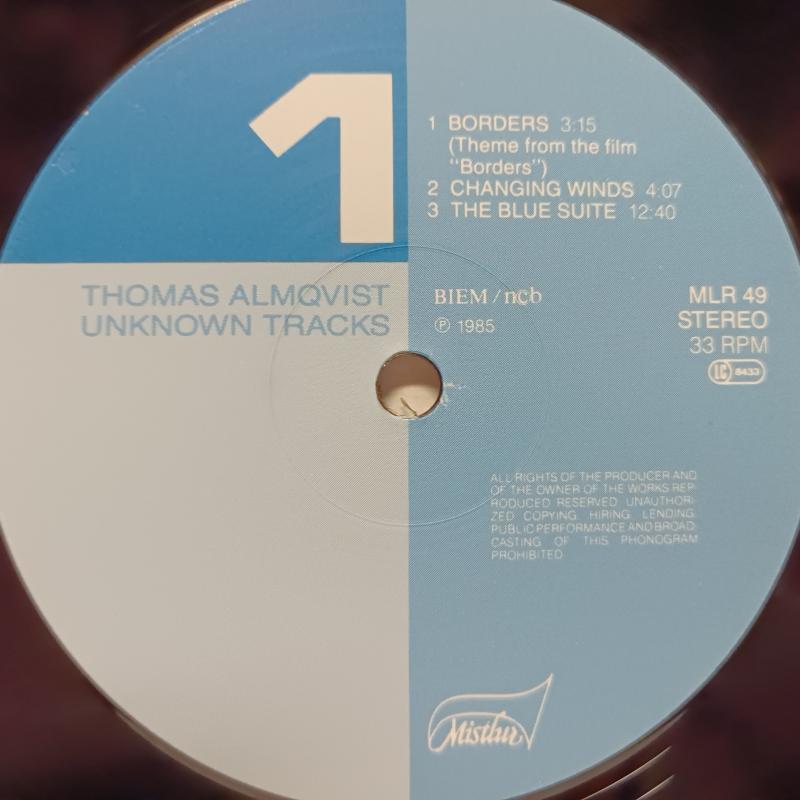 1
1 BORDERS 3:15
(Theme from the film
"Borders")
2 CHANGING WINDS 4:07
3 THE BLUE SUITE 12:40
THOMAS ALMQVIST
UNKNOWN TRACKS
BIEM/ncb
℗ 1985
MLR 49
STEREO
33 RPM
LC 8433
ALL RIGHTS OF THE PRODUCER AND
OF THE OWNER OF THE WORKS REP-
RODUCED RESERVED UNAUTHORI-
ZED COPYING, HIRING, LENDING,
PUBLIC PERFORMANCE AND BROAD-
CASTING OF THIS PHONOGRAM
PROHIBITED
Mistlur